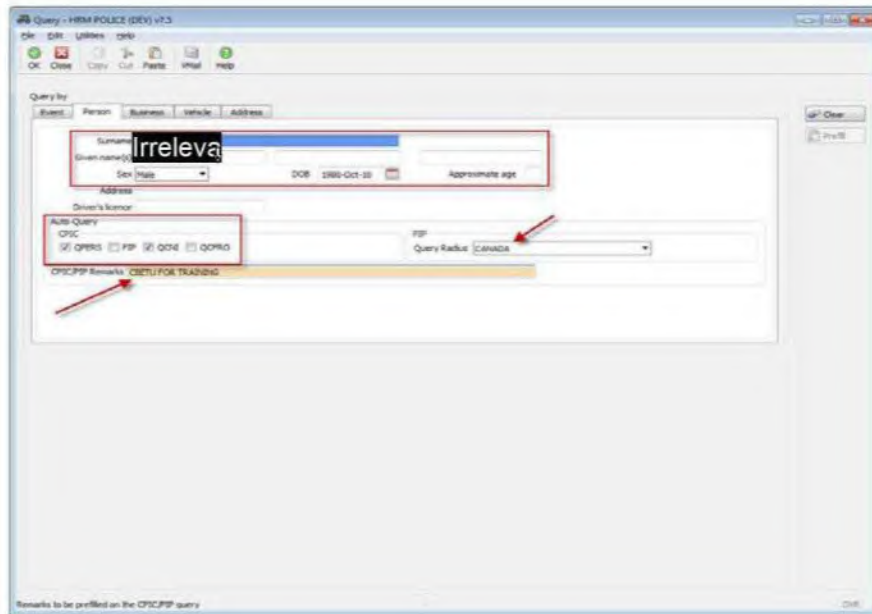 Query - HRM POLICE (DEV) v7.5
File Edit Utilities Help
OK Close Copy Cut Paste VMail Help
Query by
Event Person Business Vehicle Address
Clear
Prefill
Surname Irreleva
Given name(s)
Sex Male DOB 1980-Oct-10 Approximate age
Address
Driver's licence
Auto-Query
CPIC PIP
QPERS PIP QCNI QCPRO Query Radius CANADA
CPIC/PIP Remarks CBETU FOR TRAINING
Remarks to be prefilled on the CPIC/PIP query
OVR